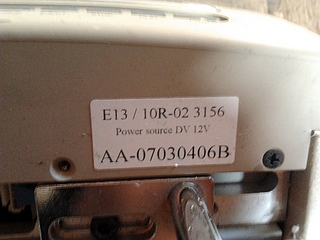 E13 / 10R-02 3156
Power source DV 12V
AA-07030406B